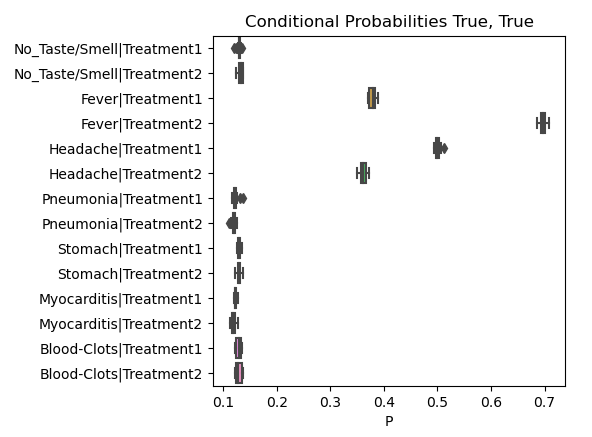 Conditional Probabilities True, True
No_Taste/Smell|Treatment1
No_Taste/Smell|Treatment2
Fever|Treatment1
Fever|Treatment2
Headache|Treatment1
Headache|Treatment2
Pneumonia|Treatment1
Pneumonia|Treatment2
Stomach|Treatment1
Stomach|Treatment2
Myocarditis|Treatment1
Myocarditis|Treatment2
Blood-Clots|Treatment1
Blood-Clots|Treatment2
0.1 0.2 0.3 0.4 0.5 0.6 0.7
P